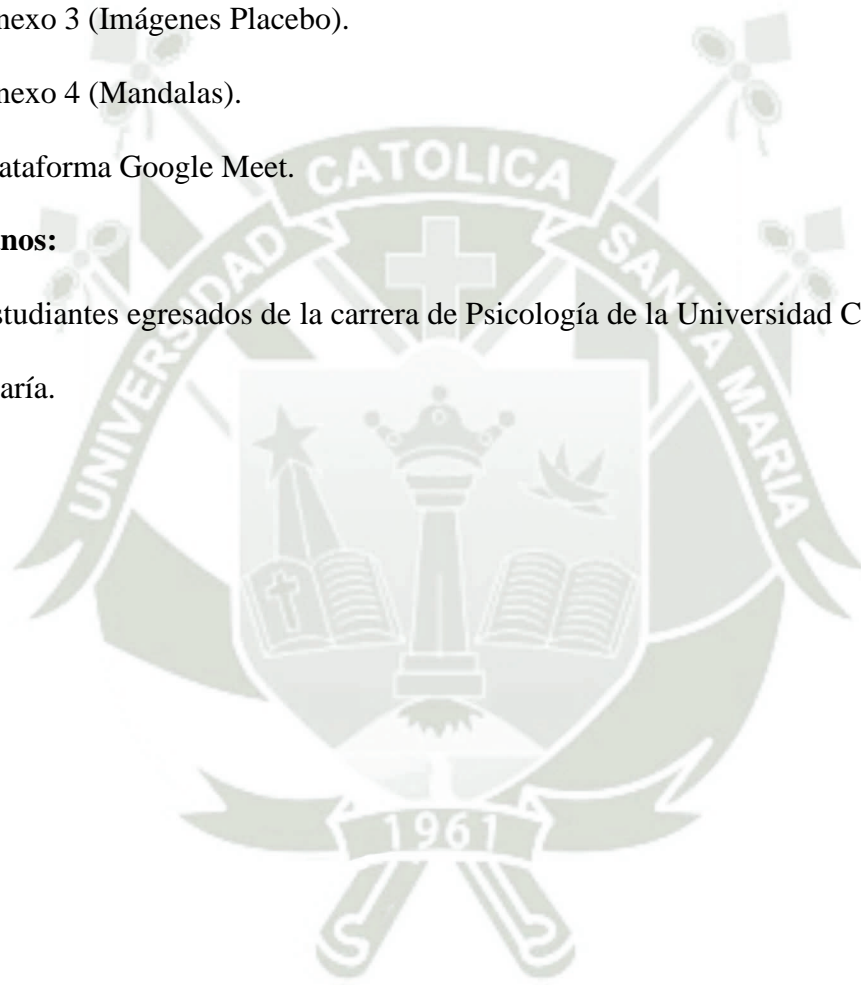 nexo 3 (Imágenes Placebo).
nexo 4 (Mandalas).
lataforma Google Meet.
nos:
studiantes egresados de la carrera de Psicología de la Universidad C
aría.
UNIVERSIDAD CATOLICA SANTA MARIA
1961